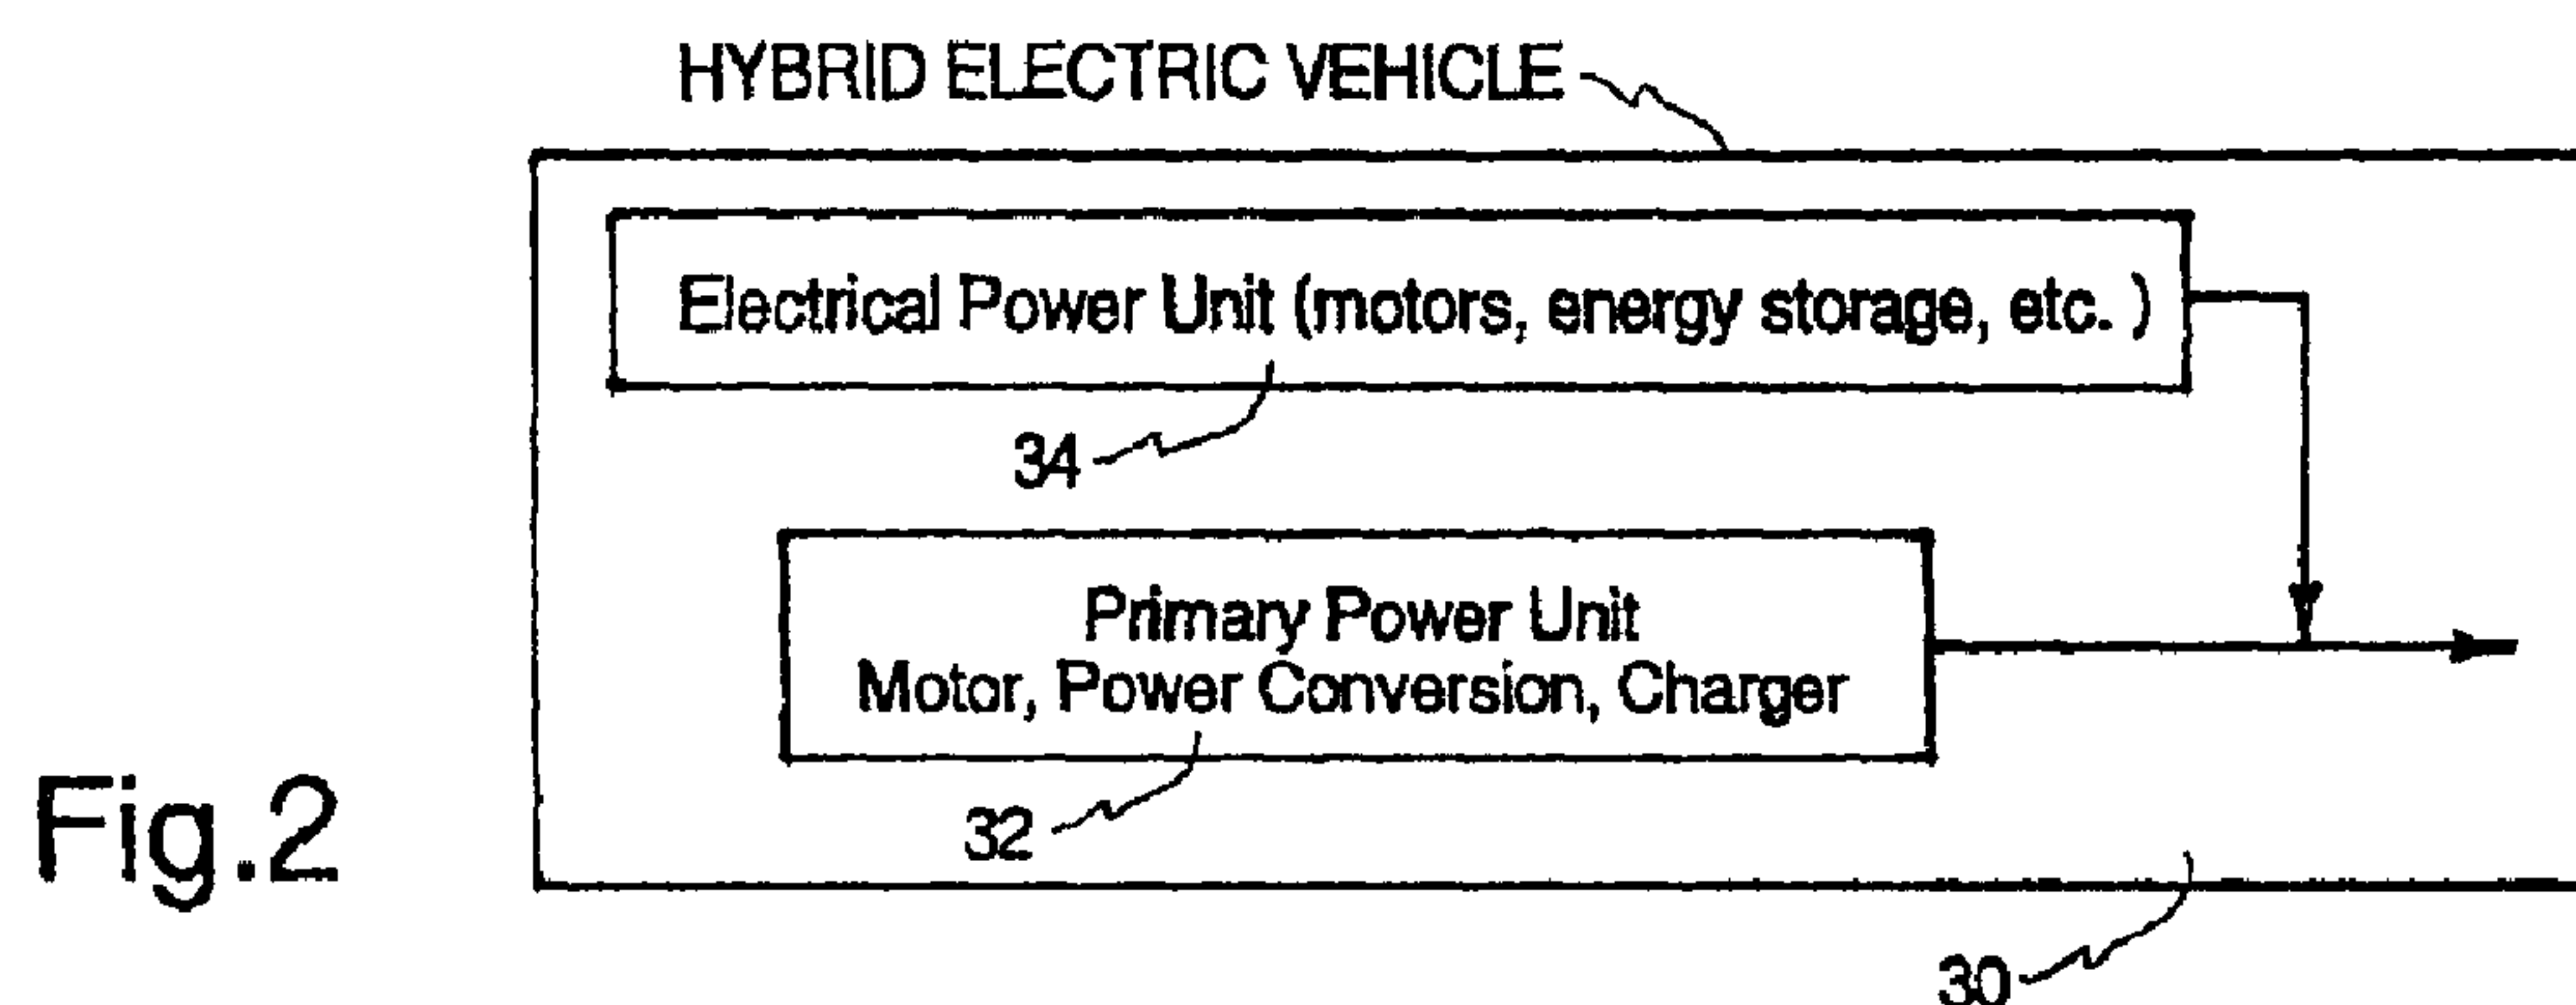 HYBRID ELECTRIC VEHICLE
Electrical Power Unit (motors, energy storage, etc. )
34
Primary Power Unit
Motor, Power Conversion, Charger
32
Fig.2
30